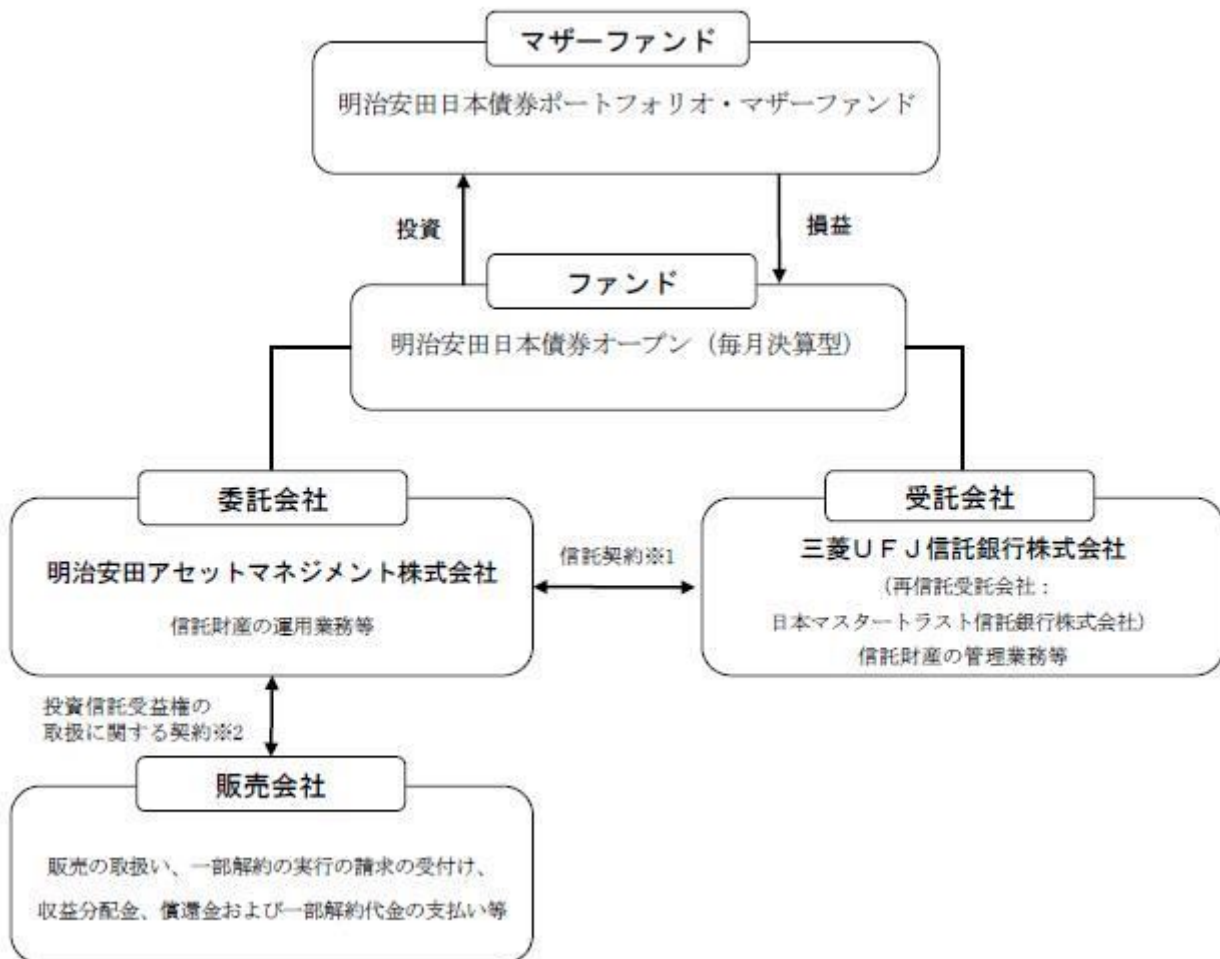 マザーファンド
明治安田日本債券ポートフォリオ・マザーファンド
投資
損益
ファンド
明治安田日本債券オープン（毎月決算型）
委託会社
明治安田アセットマネジメント株式会社
信託財産の運用業務等
信託契約※1
受託会社
三菱ＵＦＪ信託銀行株式会社
（再信託受託会社：
日本マスタートラスト信託銀行株式会社）
信託財産の管理業務等
投資信託受益権の
取扱に関する契約※2
販売会社
販売の取扱い、一部解約の実行の請求の受付け、
収益分配金、償還金および一部解約代金の支払い等